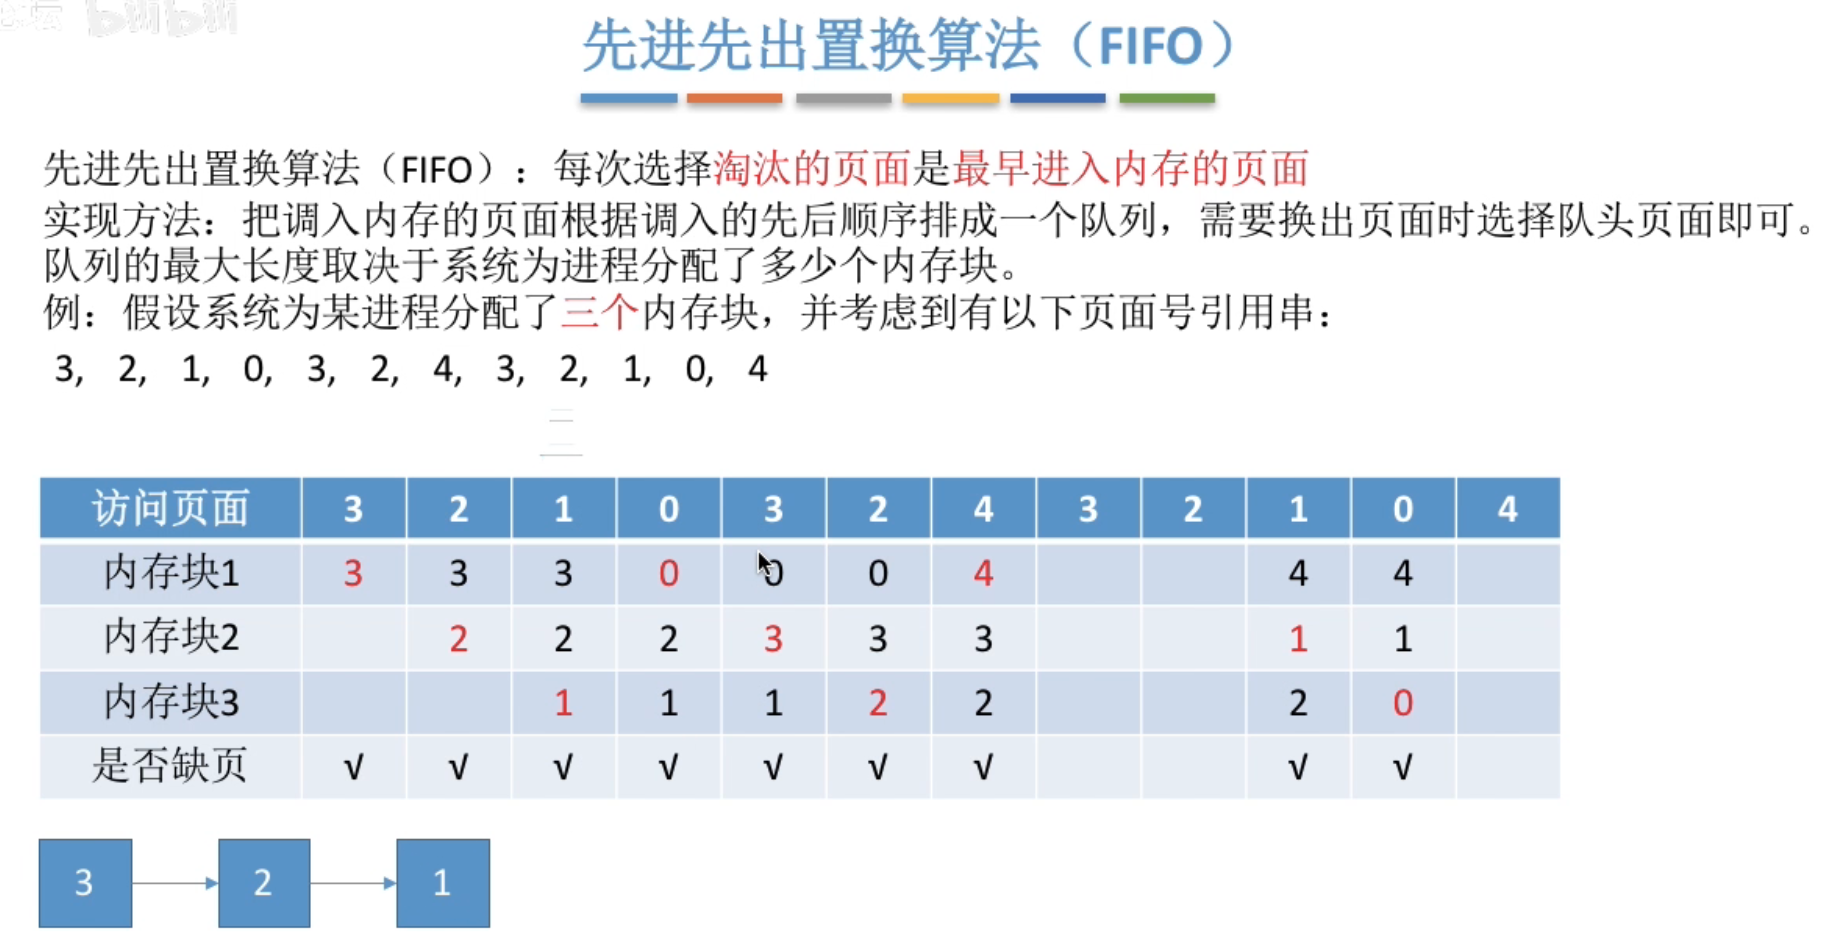 坛 bilibili
先进先出置换算法（FIFO）
先进先出置换算法（FIFO）：每次选择淘汰的页面是最早进入内存的页面
实现方法：把调入内存的页面根据调入的先后顺序排成一个队列，需要换出页面时选择队头页面即可。
队列的最大长度取决于系统为进程分配了多少个内存块。
例：假设系统为某进程分配了三个内存块，并考虑到有以下页面号引用串：
3, 2, 1, 0, 3, 2, 4, 3, 2, 1, 0, 4
访问页面 3 2 1 0 3 2 4 3 2 1 0 4
内存块1 3 3 3 0 0 0 4 4 4
内存块2 2 2 2 3 3 3 1 1
内存块3 1 1 1 2 2 2 0
是否缺页 √ √ √ √ √ √ √ √ √
3 2 1